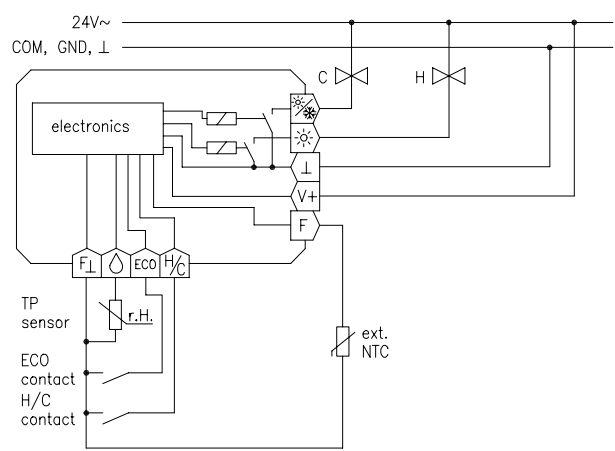 24V~
COM, GND, ⊥
C
H
electronics
⊥
V+
F
F⊥
ECO
H/C
TP
sensor
r.H.
ext.
NTC
ECO
contact
H/C
contact